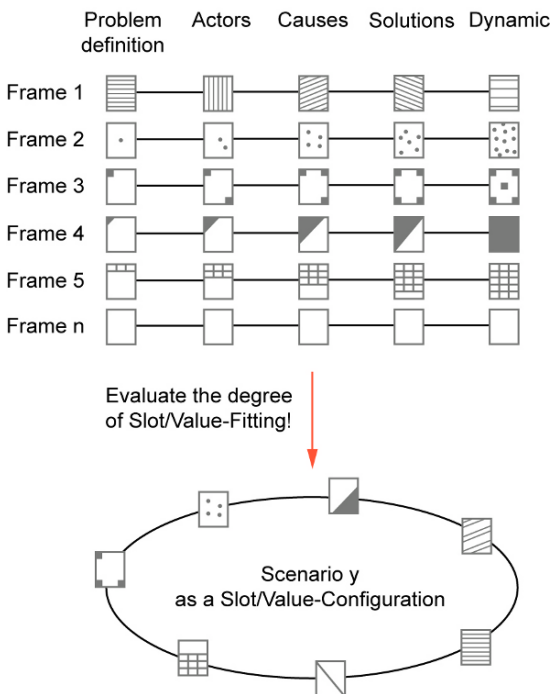 Problem definition Actors Causes Solutions Dynamic
Frame 1
Frame 2
Frame 3
Frame 4
Frame 5
Frame n
Evaluate the degree
of Slot/Value-Fitting!
Scenario y
as a Slot/Value-Configuration